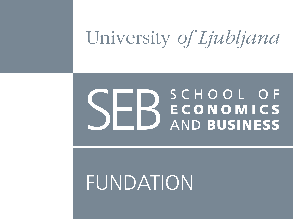 University of Ljubljana
SEB SCHOOL OF
ECONOMICS
AND BUSINESS
FUNDATION